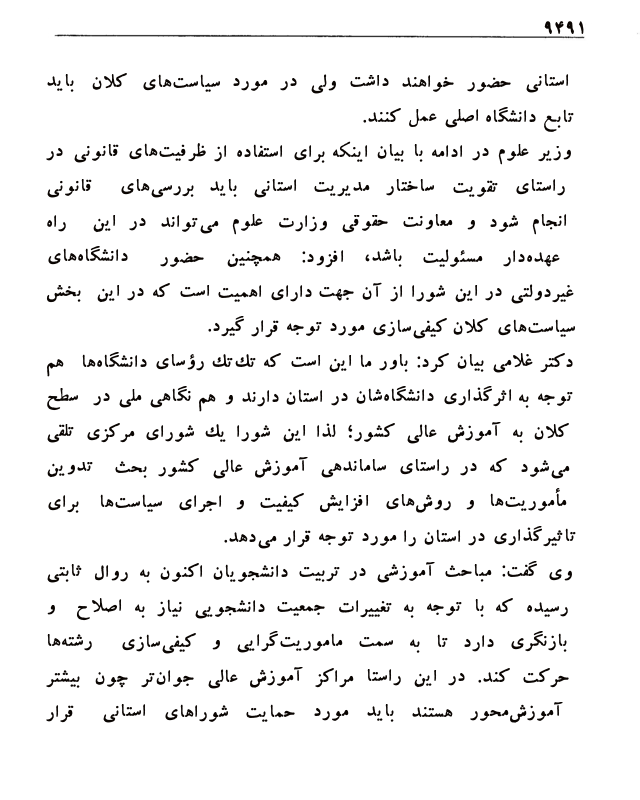 ۹۴۹۱
استانی حضور خواهند داشت ولی در مورد سیاست‌های کلان باید
تابع دانشگاه اصلی عمل کنند.
وزیر علوم در ادامه با بیان اینکه برای استفاده از ظرفیت‌های قانونی در
راستای تقویت ساختار مدیریت استانی باید بررسی‌های قانونی
انجام شود و معاونت حقوقی وزارت علوم می‌تواند در این راه
عهده‌دار مسئولیت باشد، افزود: همچنین حضور دانشگاه‌های
غیردولتی در این شورا از آن جهت دارای اهمیت است که در این بخش
سیاست‌های کلان کیفی‌سازی مورد توجه قرار گیرد.
دکتر غلامی بیان کرد: باور ما این است که تك‌تك رؤسای دانشگاه‌ها هم
توجه به اثرگذاری دانشگاه‌شان در استان دارند و هم نگاهی ملی در سطح
کلان به آموزش عالی کشور؛ لذا این شورا یك شورای مرکزی تلقی
می‌شود که در راستای ساماندهی آموزش عالی کشور بحث تدوین
مأموریت‌ها و روش‌های افزایش کیفیت و اجرای سیاست‌ها برای
تاثیرگذاری در استان را مورد توجه قرار می‌دهد.
وی گفت: مباحث آموزشی در تربیت دانشجویان اکنون به روال ثابتی
رسیده که با توجه به تغییرات جمعیت دانشجویی نیاز به اصلاح و
بازنگری دارد تا به سمت ماموریت‌گرایی و کیفی‌سازی رشته‌ها
حرکت کند. در این راستا مراکز آموزش عالی جوان‌تر چون بیشتر
آموزش‌محور هستند باید مورد حمایت شوراهای استانی قرار